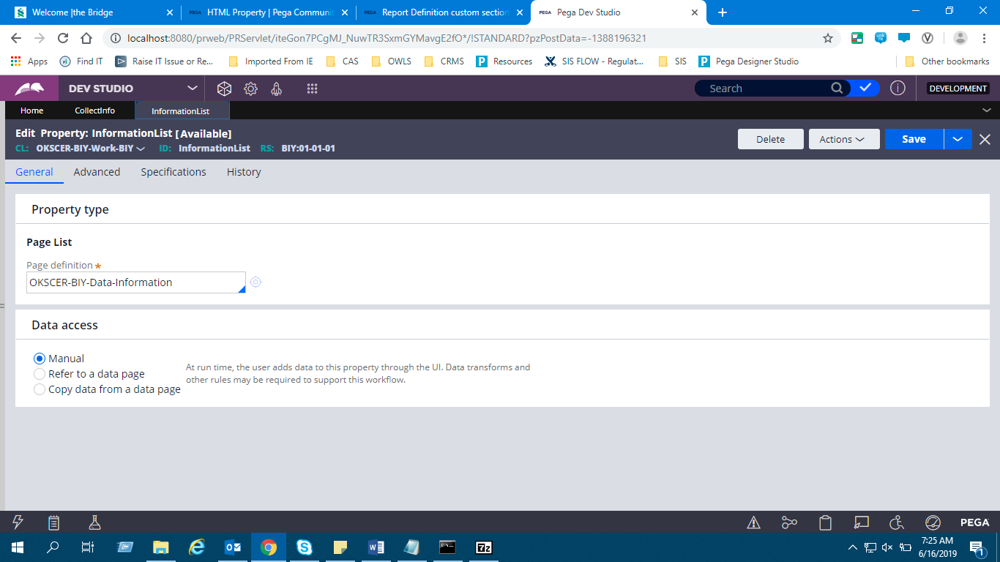 Welcome |the Bridge
PEGA HTML Property | Pega Communit
PEGA Report Definition custom section
PEGA Pega Dev Studio
localhost:8080/prweb/PRServlet/iteGon7PCgMJ_NuwTR3SxmGYMavgE2fO*/!STANDARD?pzPostData=-1388196321
Apps Find IT Raise IT Issue or Re... Imported From IE CAS OWLS CRMS Resources SIS FLOW - Regulat... SIS Pega Designer Studio Other bookmarks
DEV STUDIO Search DEVELOPMENT
Home CollectInfo InformationList
Edit Property: InformationList [Available]
CL: OKSCER-BIY-Work-BIY ID: InformationList RS: BIY:01-01-01
Delete Actions Save
General Advanced Specifications History
Property type
Page List
Page definition *
OKSCER-BIY-Data-Information
Data access
Manual
Refer to a data page
Copy data from a data page
At run time, the user adds data to this property through the UI. Data transforms and
other rules may be required to support this workflow.
PEGA
7:25 AM
6/16/2019
1